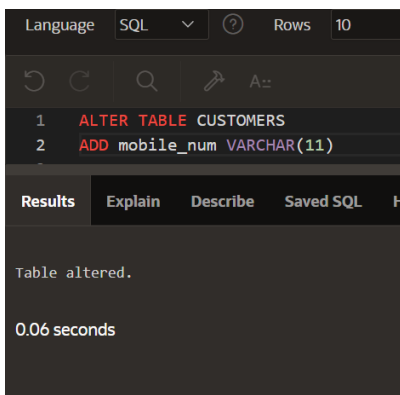 Language SQL Rows 10
A::
1 ALTER TABLE CUSTOMERS
2 ADD mobile_num VARCHAR(11)
Results Explain Describe Saved SQL H
Table altered.
0.06 seconds